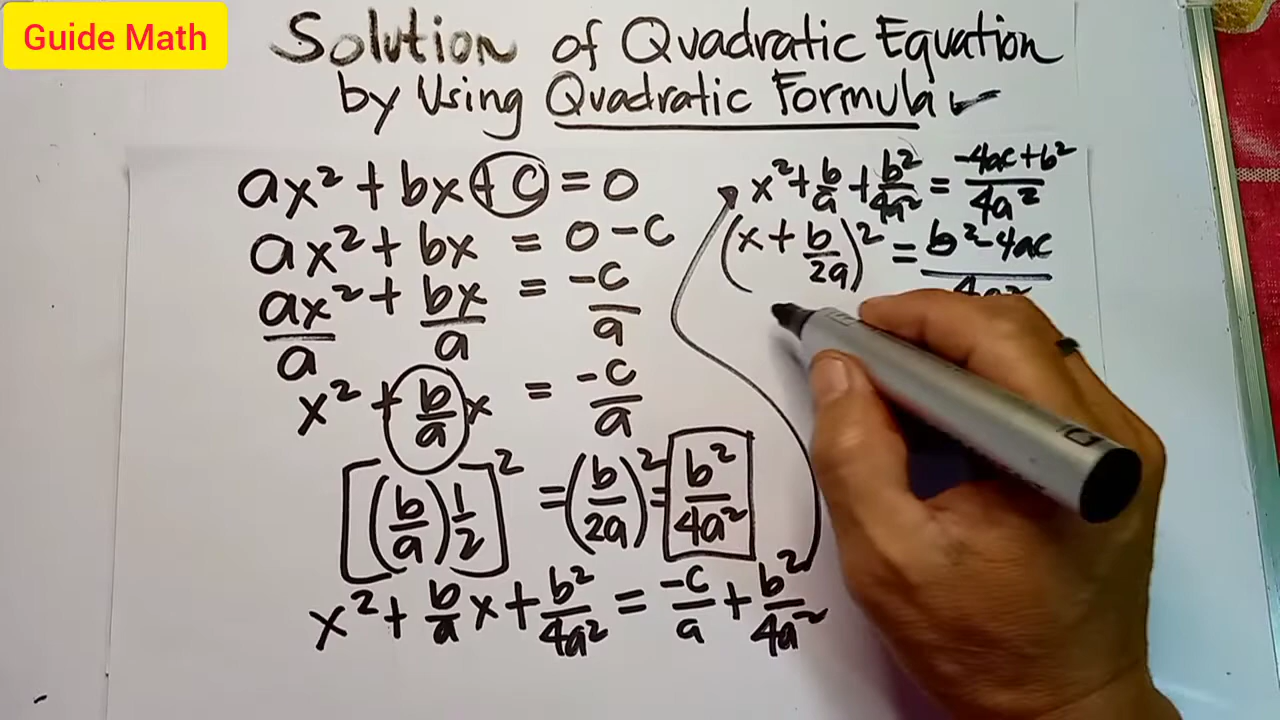 Guide Math
Solution of Quadratic Equation
by Using Quadratic Formula
ax² + bx + c = 0
ax² + bx = 0 - c
ax²/a + bx/a = -c/a
x² + b/a x = -c/a
[(b/a) 1/2]² = (b/2a)² = b²/4a²
x² + b/a x + b²/4a² = -c/a + b²/4a²
x² + b/a + b²/4a² = -4ac + b²/4a²
(x + b/2a)² = b² - 4ac/4a²